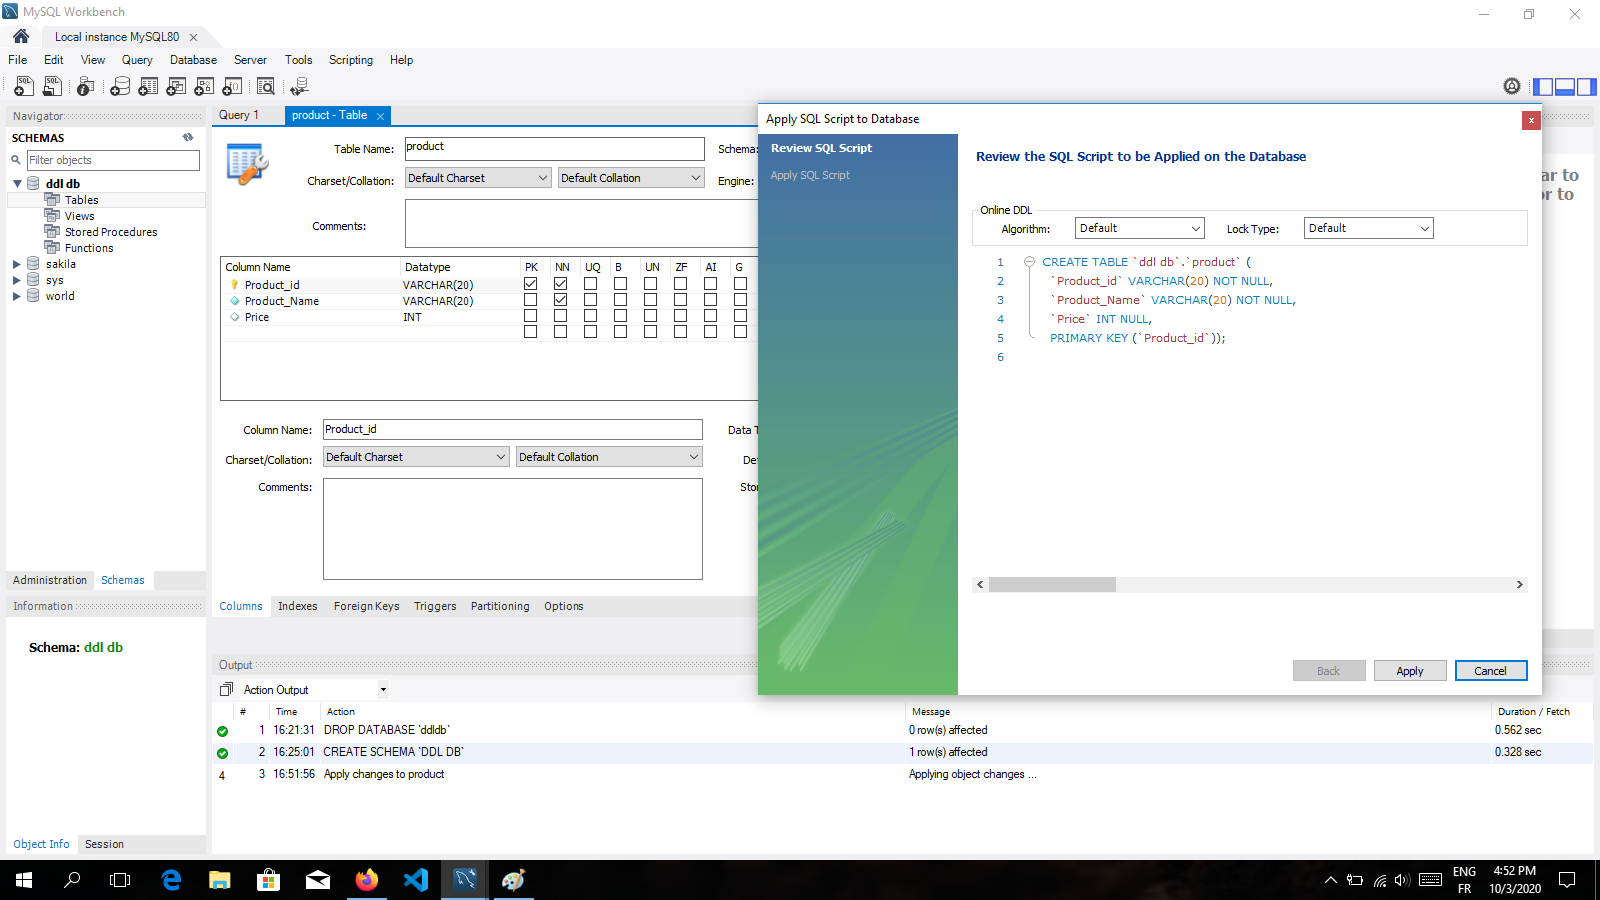 MySQL Workbench
Local instance MySQL80
File Edit View Query Database Server Tools Scripting Help
Navigator
SCHEMAS
Filter objects
ddl db
Tables
Views
Stored Procedures
Functions
sakila
sys
world
Administration Schemas
Information
Schema: ddl db
Object Info Session
Query 1 product - Table
Table Name: product Schema:
Charset/Collation: Default Charset Default Collation Engine:
Comments:
Column Name Datatype PK NN UQ B UN ZF AI G
Product_id VARCHAR(20)
Product_Name VARCHAR(20)
Price INT
Column Name: Product_id Data T
Charset/Collation: Default Charset Default Collation De
Comments: Sto
Columns Indexes Foreign Keys Triggers Partitioning Options
Apply SQL Script to Database
x
Review SQL Script
Apply SQL Script
Review the SQL Script to be Applied on the Database
Online DDL
Algorithm: Default Lock Type: Default
1 CREATE TABLE `ddl db`.`product` (
2 `Product_id` VARCHAR(20) NOT NULL,
3 `Product_Name` VARCHAR(20) NOT NULL,
4 `Price` INT NULL,
5 PRIMARY KEY (`Product_id`));
6
Back Apply Cancel
ar to
or to
Output
Action Output
# Time Action Message Duration / Fetch
1 16:21:31 DROP DATABASE `ddldb` 0 row(s) affected 0.562 sec
2 16:25:01 CREATE SCHEMA `DDL DB` 1 row(s) affected 0.328 sec
4 3 16:51:56 Apply changes to product Applying object changes ...
ENG
FR
4:52 PM
10/3/2020